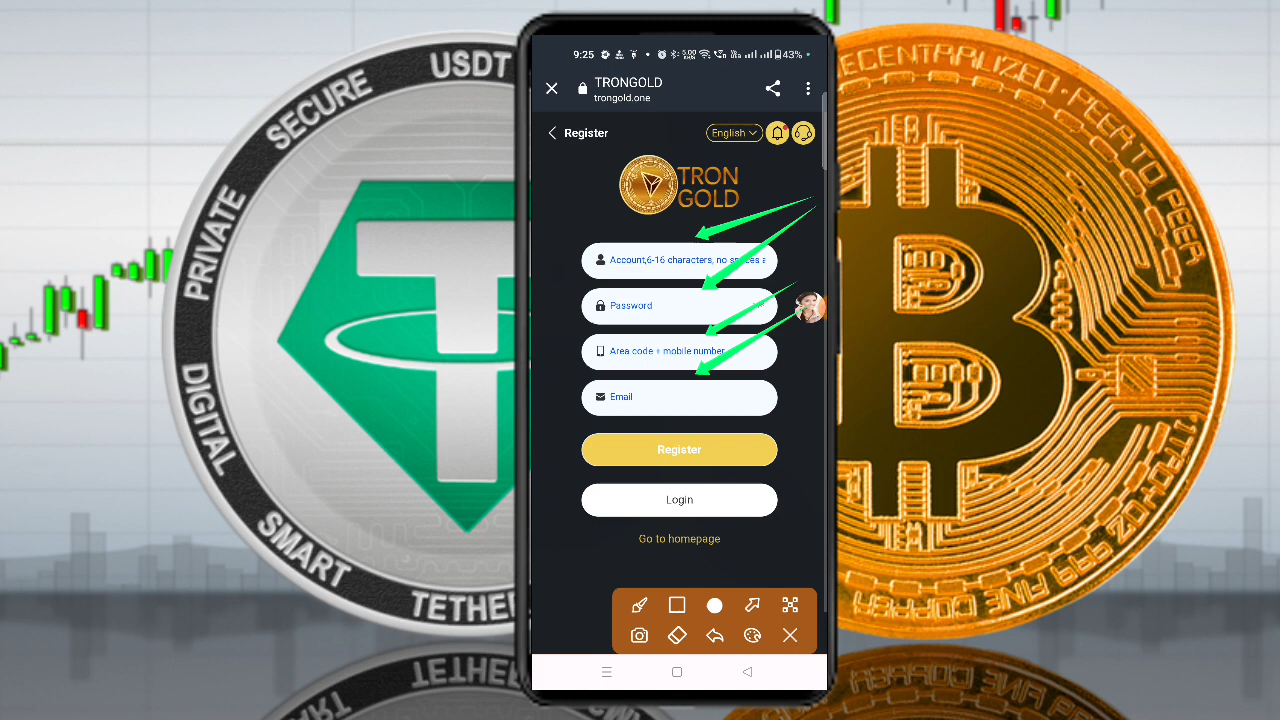 SECURE
USDT
PRIVATE
DIGITAL
SMART
TETHE
9:25
43%
TRONGOLD
trongold.one
Register
English
TRON
GOLD
Account,6-16 characters, no spaces a
Password
Area code + mobile number
Email
Register
Login
Go to homepage
DECENTRALIZED • PEER TO PEER